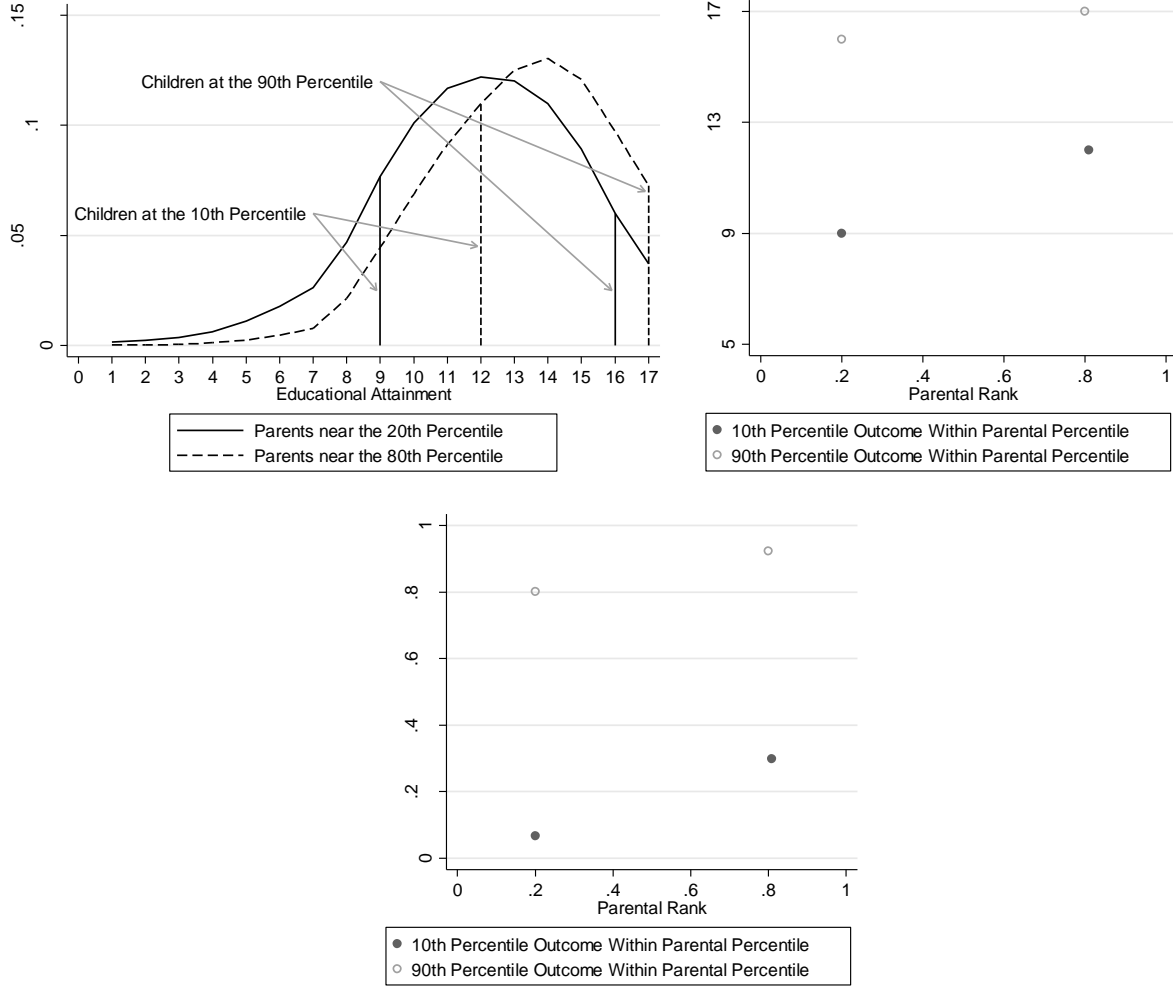 .15
.1
.05
0
Children at the 90th Percentile
Children at the 10th Percentile
0 1 2 3 4 5 6 7 8 9 10 11 12 13 14 15 16 17
Educational Attainment
Parents near the 20th Percentile
Parents near the 80th Percentile
17
13
9
5
0 .2 .4 .6 .8 1
Parental Rank
10th Percentile Outcome Within Parental Percentile
90th Percentile Outcome Within Parental Percentile
1
.8
.6
.4
.2
0
0 .2 .4 .6 .8 1
Parental Rank
10th Percentile Outcome Within Parental Percentile
90th Percentile Outcome Within Parental Percentile